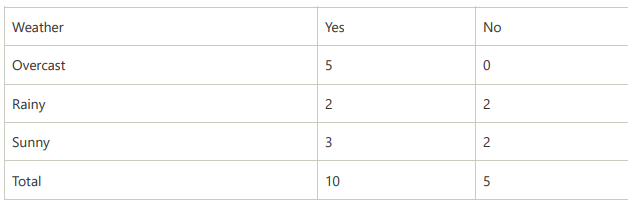 Weather Yes No
Overcast 5 0
Rainy 2 2
Sunny 3 2
Total 10 5